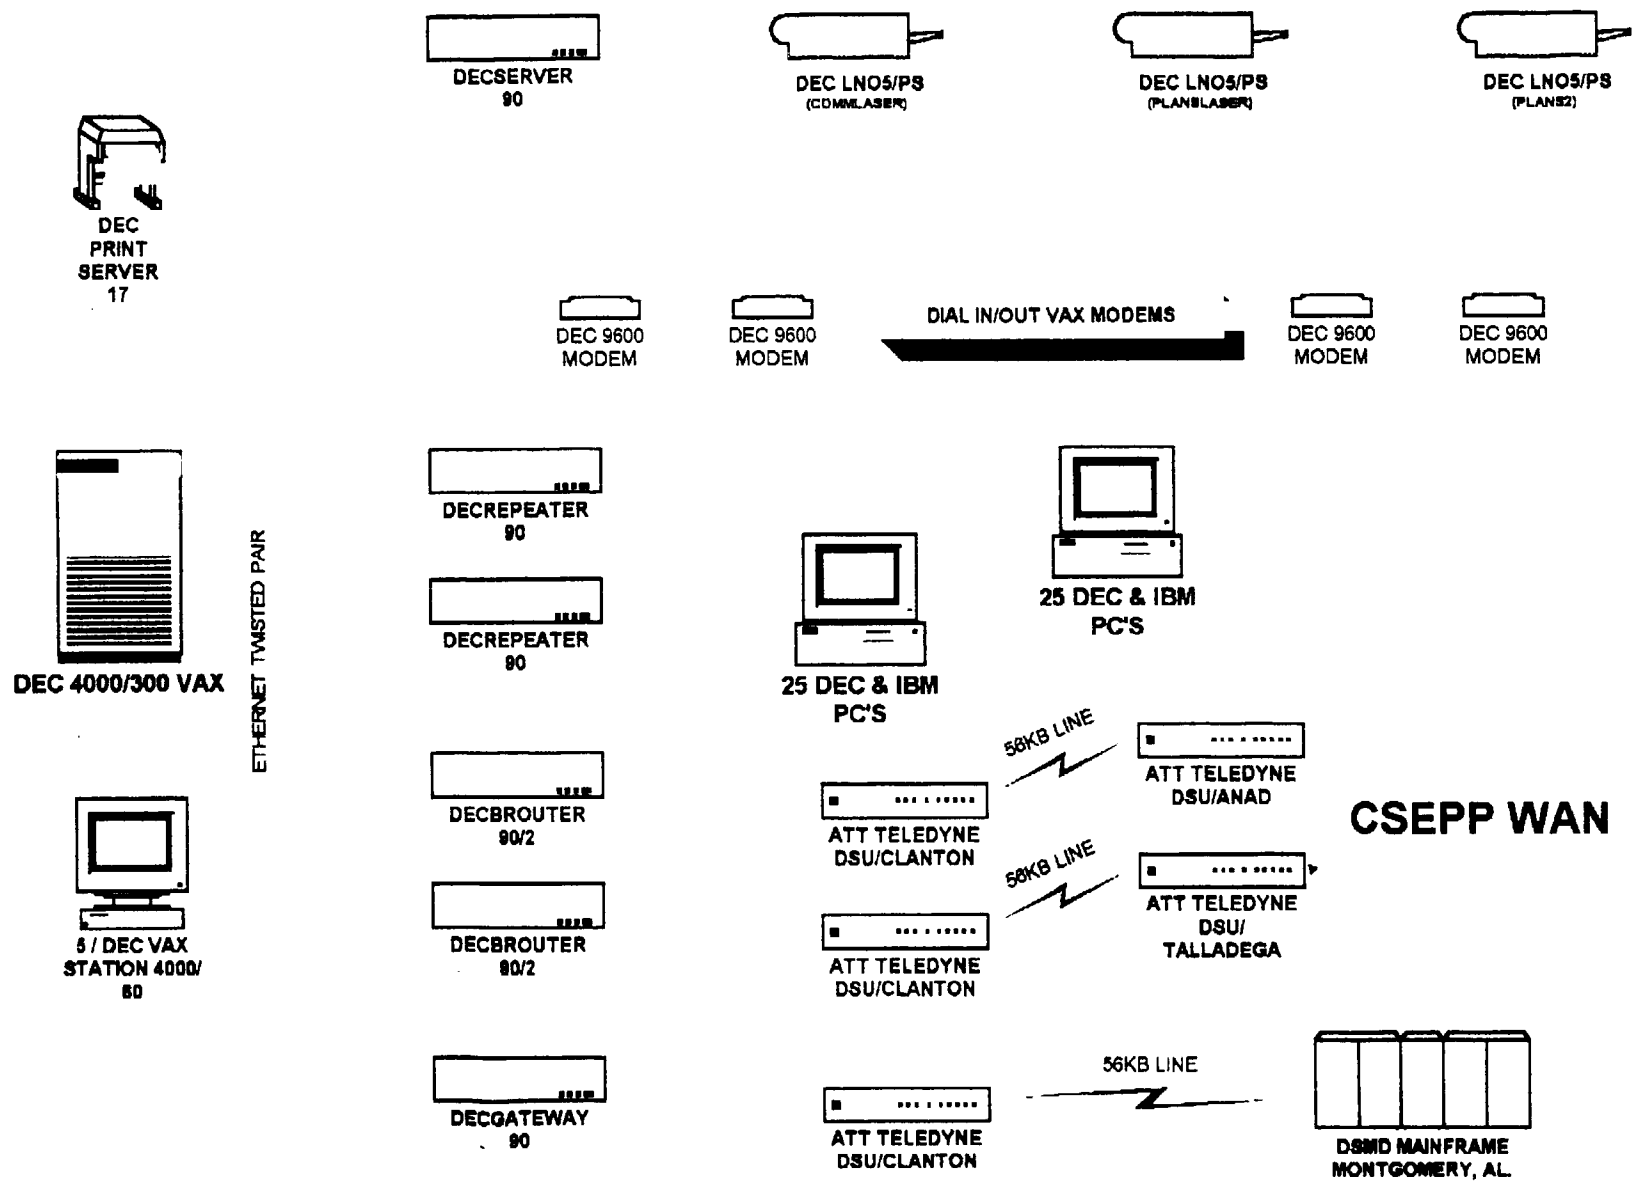 DECSERVER
90
DEC LNO5/PS
(COMMLASER)
DEC LNO5/PS
(PLANSLASER)
DEC LNO5/PS
(PLANS2)
DEC
PRINT
SERVER
17
DEC 9600
MODEM
DEC 9600
MODEM
DIAL IN/OUT VAX MODEMS
DEC 9600
MODEM
DEC 9600
MODEM
DEC 4000/300 VAX
ETHERNET TWISTED PAIR
DECREPEATER
90
DECREPEATER
90
25 DEC & IBM
PC'S
25 DEC & IBM
PC'S
5 / DEC VAX
STATION 4000/
60
DECBROUTER
90/2
DECBROUTER
90/2
56KB LINE
ATT TELEDYNE
DSU/CLANTON
ATT TELEDYNE
DSU/ANAD
56KB LINE
ATT TELEDYNE
DSU/CLANTON
ATT TELEDYNE
DSU/
TALLADEGA
CSEPP WAN
DECGATEWAY
90
ATT TELEDYNE
DSU/CLANTON
56KB LINE
DSMD MAINFRAME
MONTGOMERY, AL.